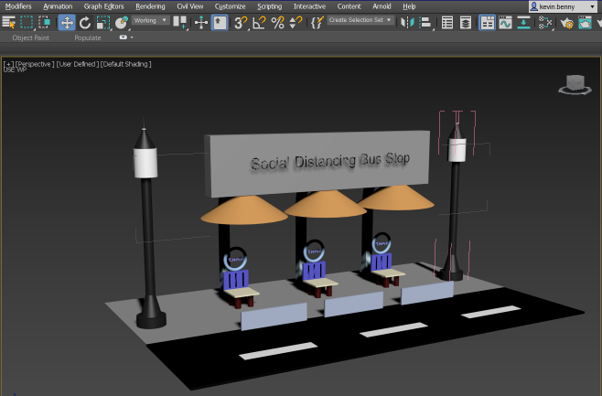 Modifiers Animation Graph Editors Rendering Civil View Customize Scripting Interactive Content Arnold Help kevin.benny
Working Create Selection Set
Object Paint Populate
[+] [Perspective] [User Defined] [Default Shading]
USE WP
Social Distancing Bus Stop